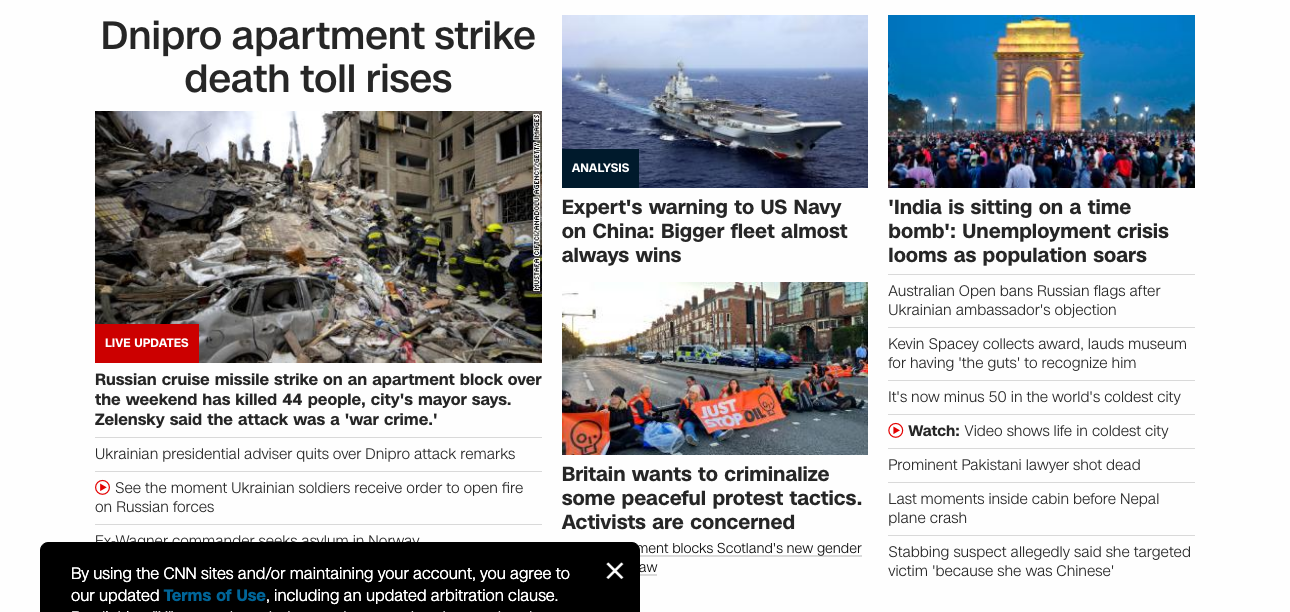 Dnipro apartment strike
death toll rises
MUSTAFA CIFTCI/ANADOLU AGENCY/GETTY IMAGES
LIVE UPDATES
Russian cruise missile strike on an apartment block over
the weekend has killed 44 people, city's mayor says.
Zelensky said the attack was a 'war crime.'
Ukrainian presidential adviser quits over Dnipro attack remarks
See the moment Ukrainian soldiers receive order to open fire
on Russian forces
Ex-Wagner commander seeks asylum in Norway
ANALYSIS
Expert's warning to US Navy
on China: Bigger fleet almost
always wins
JUST
STOP
OIL
Britain wants to criminalize
some peaceful protest tactics.
Activists are concerned
blocks Scotland's new gender
'India is sitting on a time
bomb': Unemployment crisis
looms as population soars
Australian Open bans Russian flags after
Ukrainian ambassador's objection
Kevin Spacey collects award, lauds museum
for having 'the guts' to recognize him
It's now minus 50 in the world's coldest city
Watch: Video shows life in coldest city
Prominent Pakistani lawyer shot dead
Last moments inside cabin before Nepal
plane crash
Stabbing suspect allegedly said she targeted
victim 'because she was Chinese'
By using the CNN sites and/or maintaining your account, you agree to
our updated Terms of Use, including an updated arbitration clause.